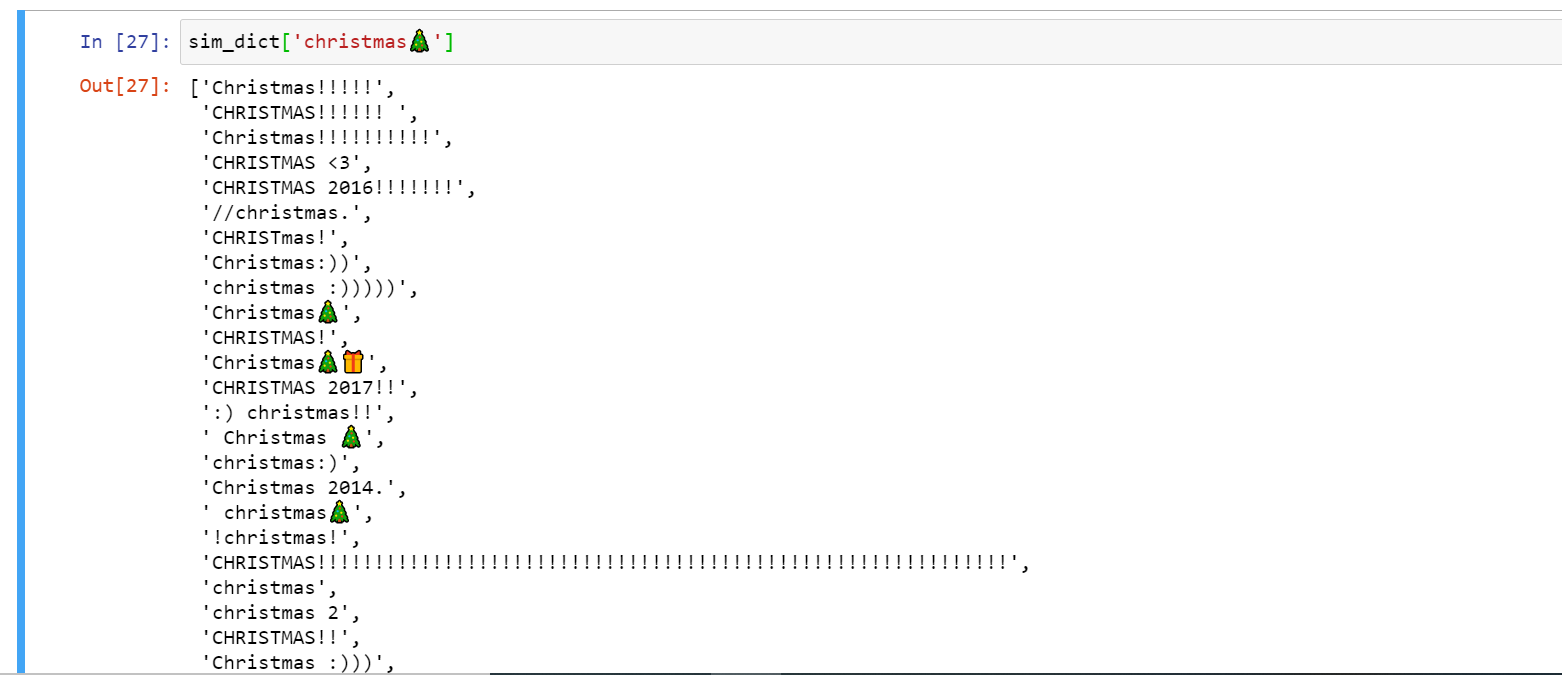 In [27]: sim_dict['christmas🎄']
Out[27]: ['Christmas!!!!!',
'CHRISTMAS!!!!!! ',
'Christmas!!!!!!!!!!',
'CHRISTMAS <3',
'CHRISTMAS 2016!!!!!!!',
'//christmas.',
'CHRISTmas!',
'Christmas:))',
'christmas :)))))',
'Christmas🎄',
'CHRISTMAS!',
'Christmas🎄🎁',
'CHRISTMAS 2017!!',
':) christmas!!',
' Christmas 🎄',
'christmas:)',
'Christmas 2014.',
' christmas🎄',
'!christmas!',
'CHRISTMAS!!!!!!!!!!!!!!!!!!!!!!!!!!!!!!!!!!!!!!!!!!!!!!!!!!!!!!!!!!!',
'christmas',
'christmas 2',
'CHRISTMAS!!',
'Christmas :)))',